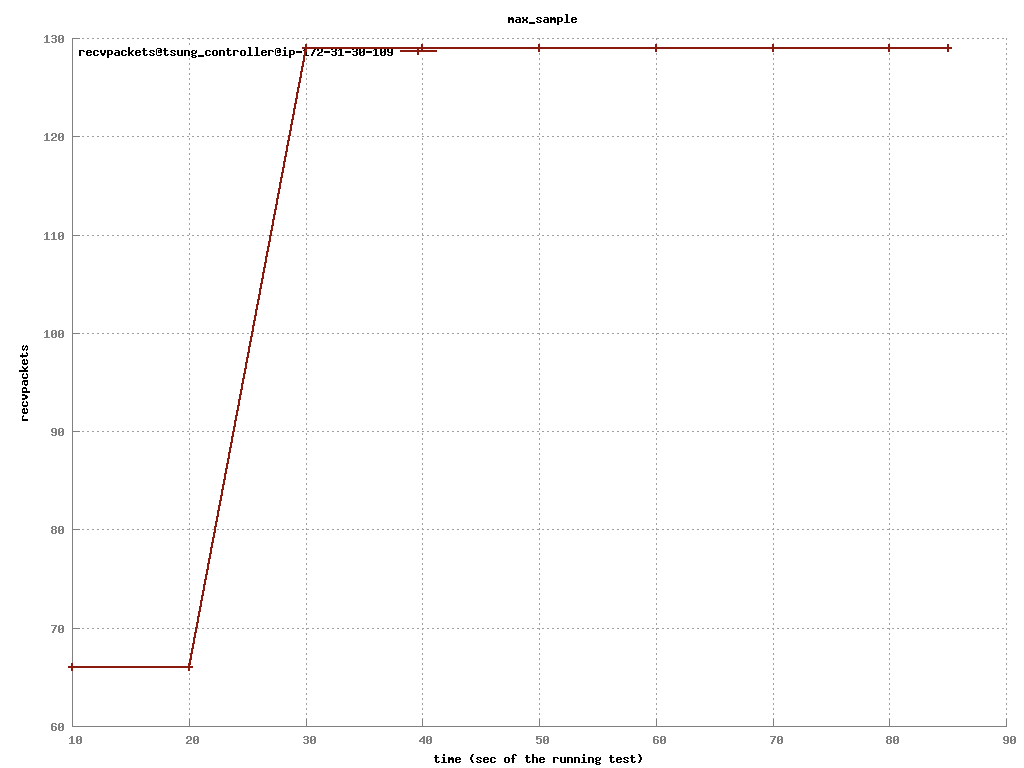 max_sample
130
recvpackets@tsung_controller@ip-172-31-30-109
120
110
100
recvpackets
90
80
70
60
10 20 30 40 50 60 70 80 90
time (sec of the running test)